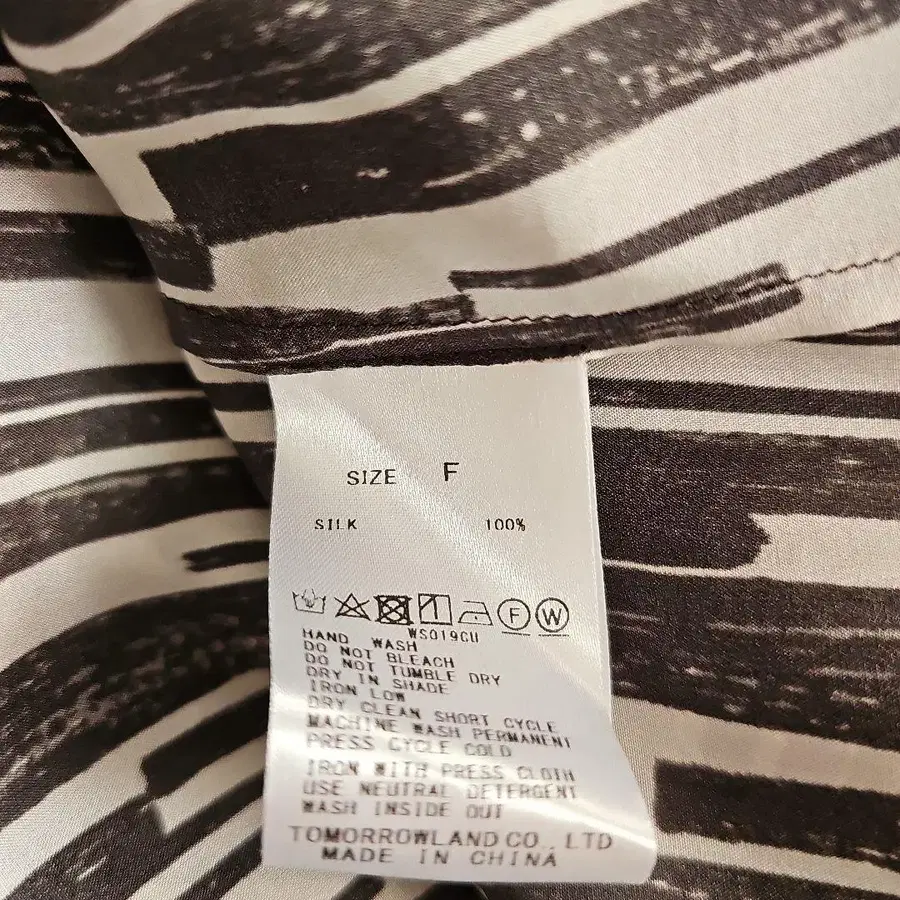 SIZE F
SILK 100%
F W
WS019CU
HAND WASH
DO NOT BLEACH
DO NOT TUMBLE DRY
DRY IN SHADE
IRON LOW
DRY CLEAN SHORT CYCLE
MACHINE WASH PERMANENT
PRESS CYCLE COLD
IRON WITH PRESS CLOTH
USE NEUTRAL DETERGENT
WASH INSIDE OUT
TOMORROWLAND CO., LTD
MADE IN CHINA